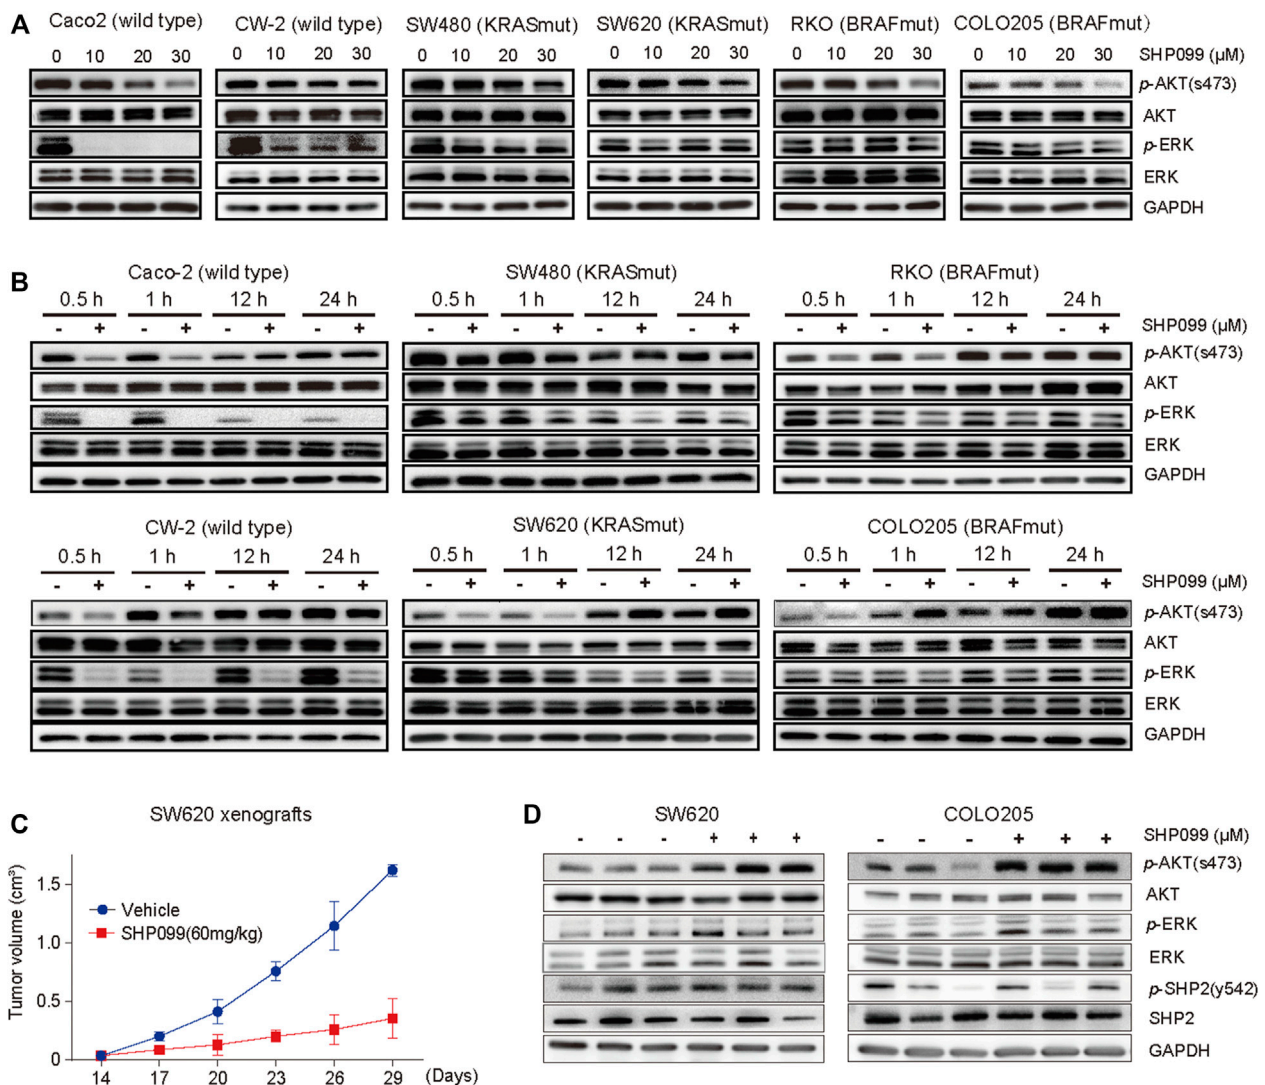 A
Caco2 (wild type) CW-2 (wild type) SW480 (KRASmut) SW620 (KRASmut) RKO (BRAFmut) COLO205 (BRAFmut)
0 10 20 30 0 10 20 30 0 10 20 30 0 10 20 30 0 10 20 30 0 10 20 30 SHP099 (µM)
p-AKT(s473)
AKT
p-ERK
ERK
GAPDH
B
Caco-2 (wild type) SW480 (KRASmut) RKO (BRAFmut)
0.5 h 1 h 12 h 24 h 0.5 h 1 h 12 h 24 h 0.5 h 1 h 12 h 24 h
- + - + - + - + - + - + - + - + - + - + - + - + SHP099 (µM)
p-AKT(s473)
AKT
p-ERK
ERK
GAPDH
CW-2 (wild type) SW620 (KRASmut) COLO205 (BRAFmut)
0.5 h 1 h 12 h 24 h 0.5 h 1 h 12 h 24 h 0.5 h 1 h 12 h 24 h
- + - + - + - + - + - + - + - + - + - + - + - + SHP099 (µM)
p-AKT(s473)
AKT
p-ERK
ERK
GAPDH
C
SW620 xenografts
Tumor volume (cm³)
1.5
1.0
0.5
0
Vehicle
SHP099(60mg/kg)
14 17 20 23 26 29 (Days)
D
SW620 COLO205
- - - + + + - - - + + + SHP099 (µM)
p-AKT(s473)
AKT
p-ERK
ERK
p-SHP2(y542)
SHP2
GAPDH